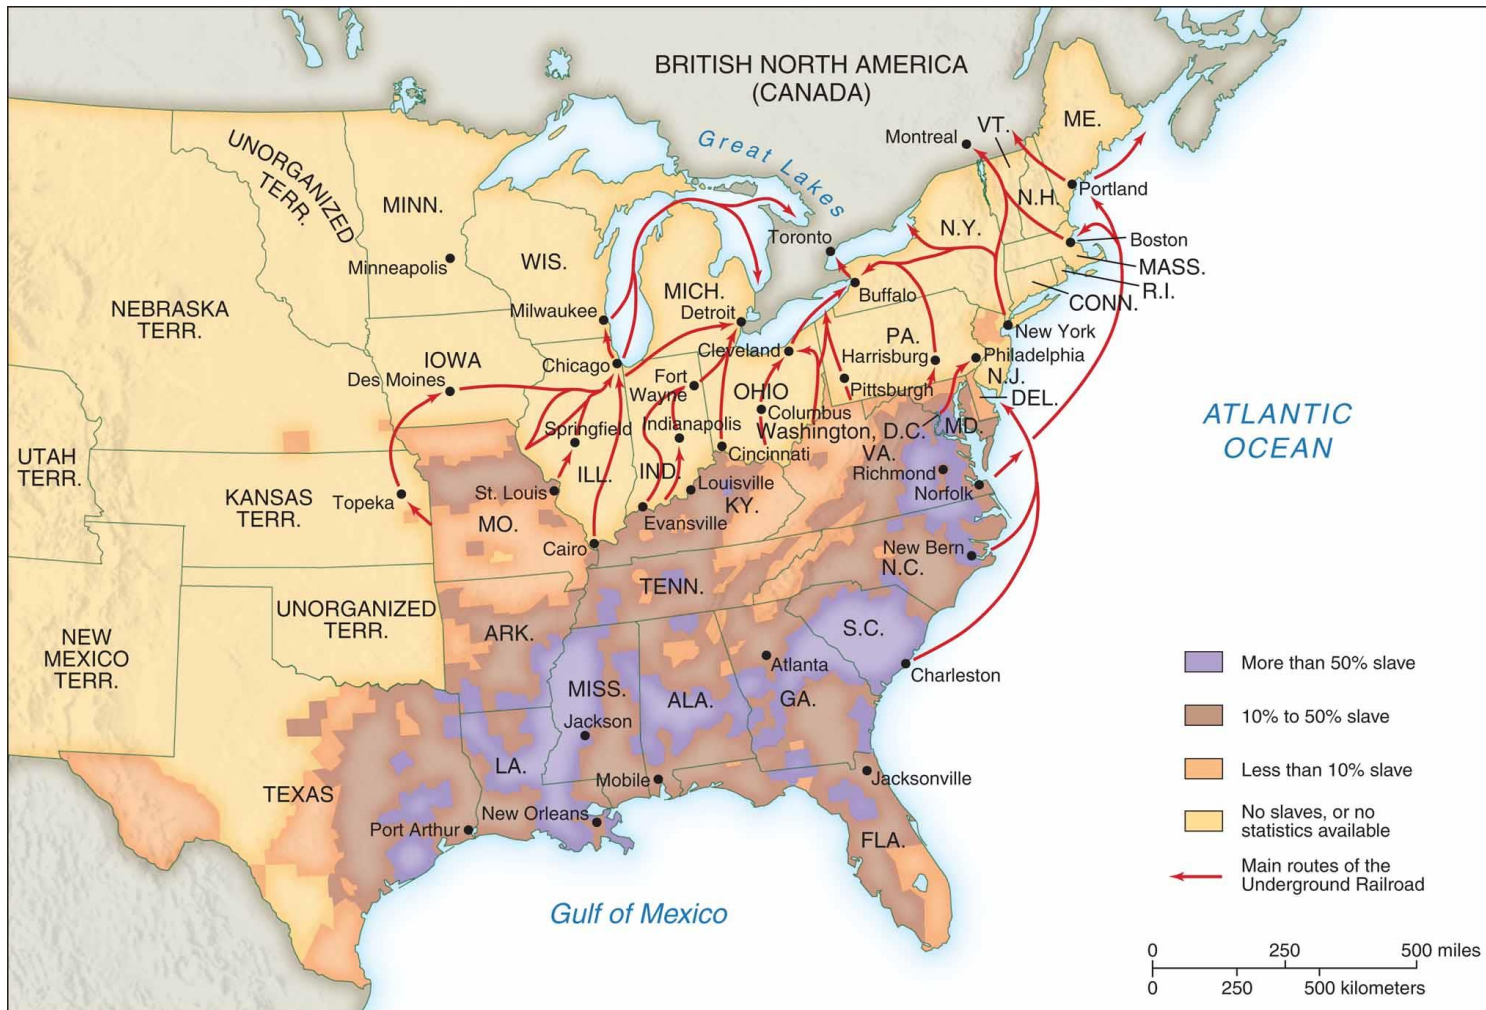 BRITISH NORTH AMERICA
(CANADA)
Great Lakes
Montreal
VT.
ME.
UNORGANIZED
TERR.
MINN.
N.H.
Portland
N.Y.
Toronto
Boston
Minneapolis
WIS.
MASS.
R.I.
CONN.
NEBRASKA
TERR.
MICH.
Buffalo
Milwaukee
Detroit
New York
PA.
Cleveland
Harrisburg
Philadelphia
IOWA
Chicago
Des Moines
Fort
Wayne
OHIO
Pittsburgh
N.J.
DEL.
Columbus
Springfield
Indianapolis
Washington, D.C.
MD.
ATLANTIC
OCEAN
UTAH
TERR.
Cincinnati
VA.
ILL.
IND.
Richmond
KANSAS
TERR.
Topeka
St. Louis
Louisville
Norfolk
KY.
MO.
Evansville
Cairo
New Bern
N.C.
TENN.
UNORGANIZED
TERR.
NEW
MEXICO
TERR.
ARK.
S.C.
Atlanta
Charleston
MISS.
ALA.
GA.
Jackson
LA.
Mobile
Jacksonville
TEXAS
New Orleans
Port Arthur
FLA.
Gulf of Mexico
More than 50% slave
10% to 50% slave
Less than 10% slave
No slaves, or no
statistics available
Main routes of the
Underground Railroad
0 250 500 miles
0 250 500 kilometers